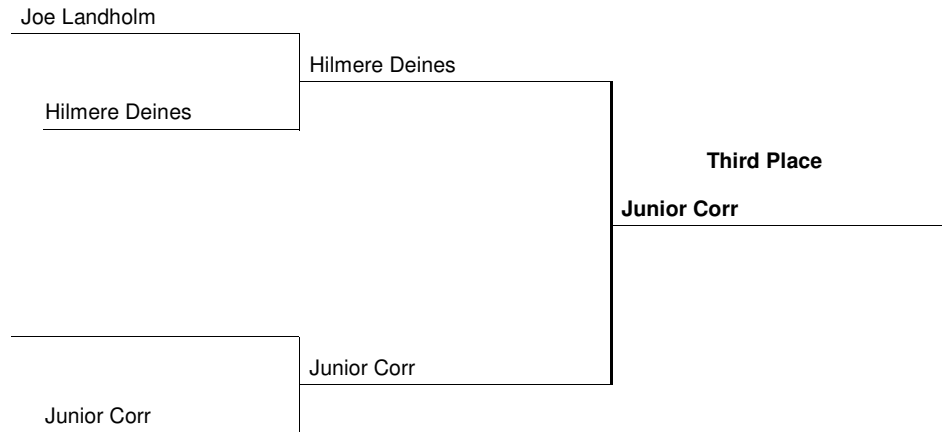 Joe Landholm
Hilmere Deines
Hilmere Deines
Third Place
Junior Corr
Junior Corr
Junior Corr